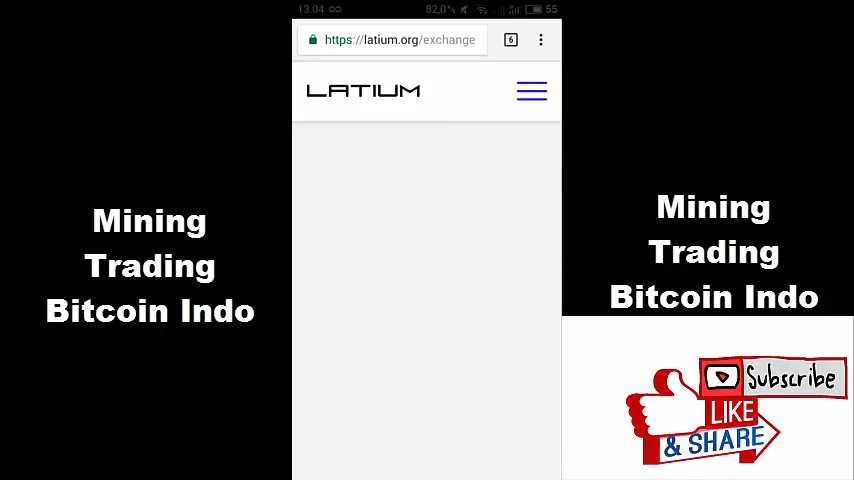 13.04
82,0%
55
https://latium.org/exchange
6
LATIUM
Mining
Trading
Bitcoin Indo
Mining
Trading
Bitcoin Indo
Subscribe
LIKE
& SHARE